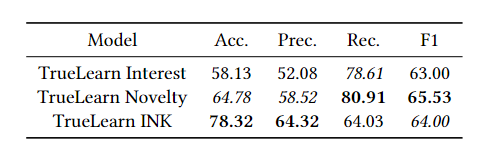 Model Acc. Prec. Rec. F1
TrueLearn Interest 58.13 52.08 78.61 63.00
TrueLearn Novelty 64.78 58.52 80.91 65.53
TrueLearn INK 78.32 64.32 64.03 64.00